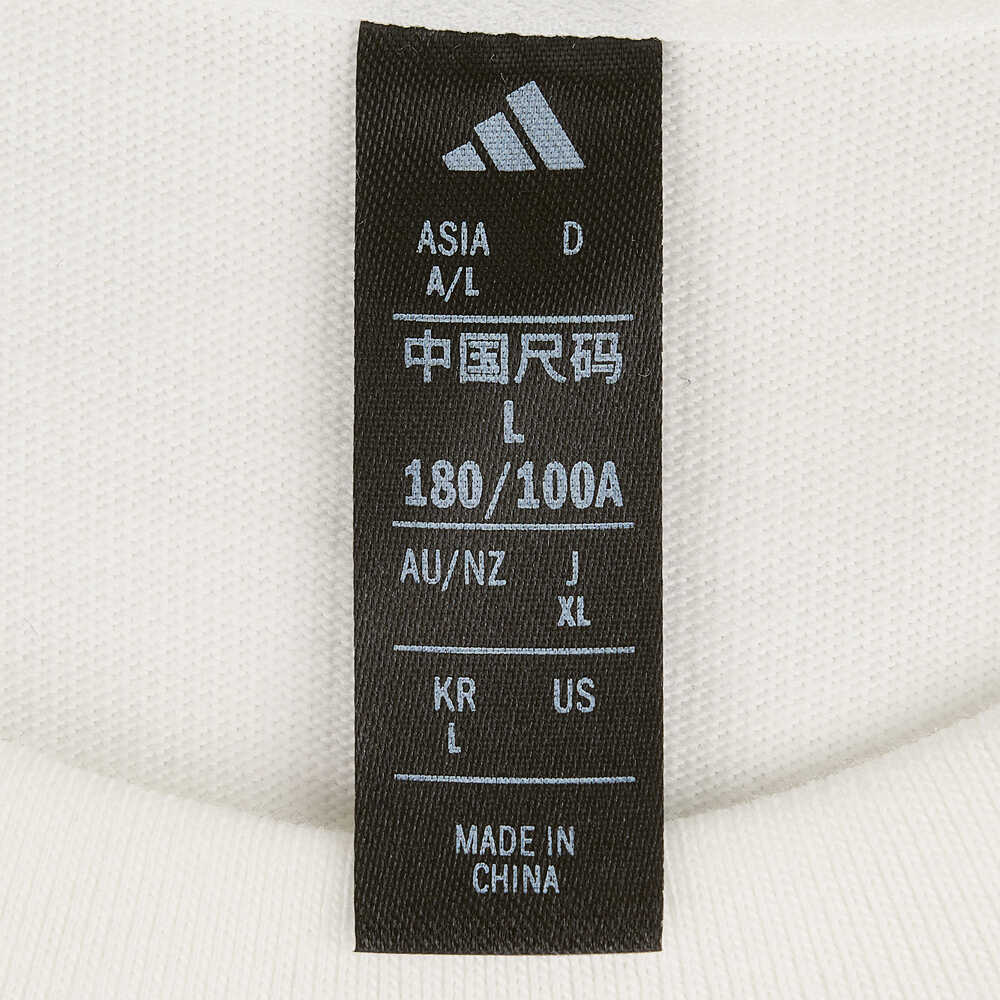 ASIA D
A/L
中国尺码
L
180/100A
AU/NZ J
XL
KR US
L
MADE IN
CHINA